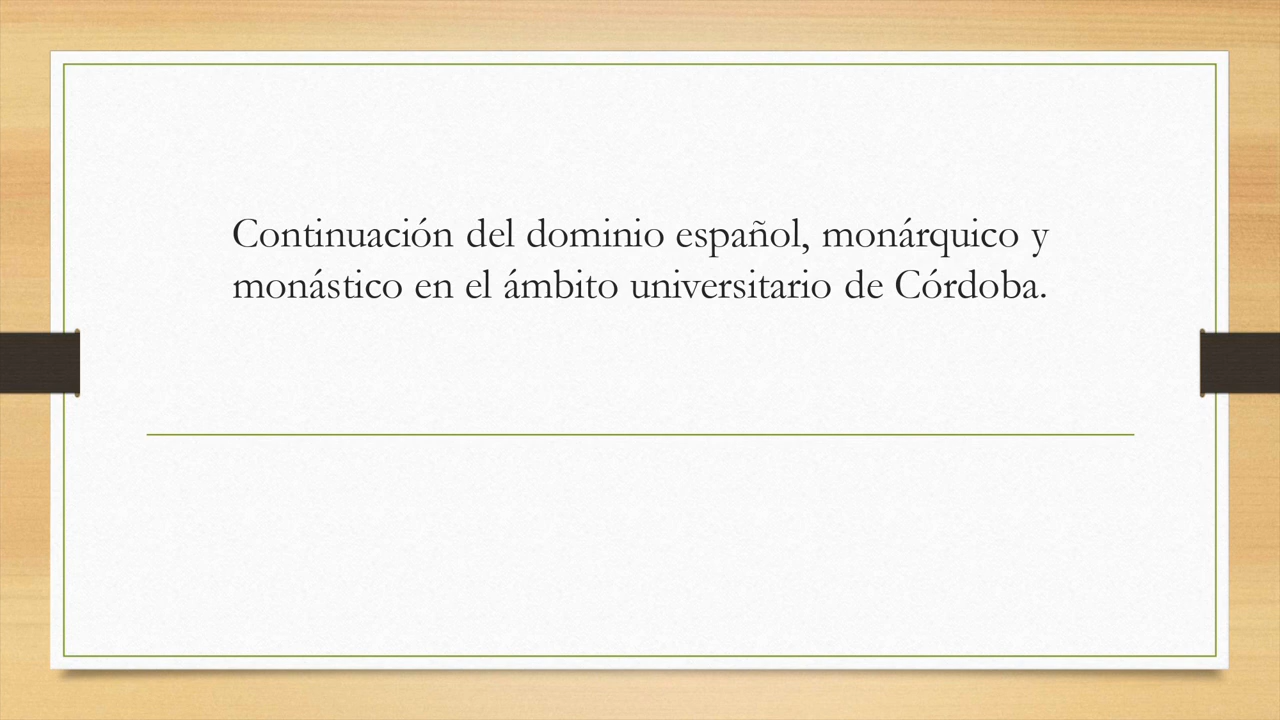 Continuación del dominio español, monárquico y
monástico en el ámbito universitario de Córdoba.